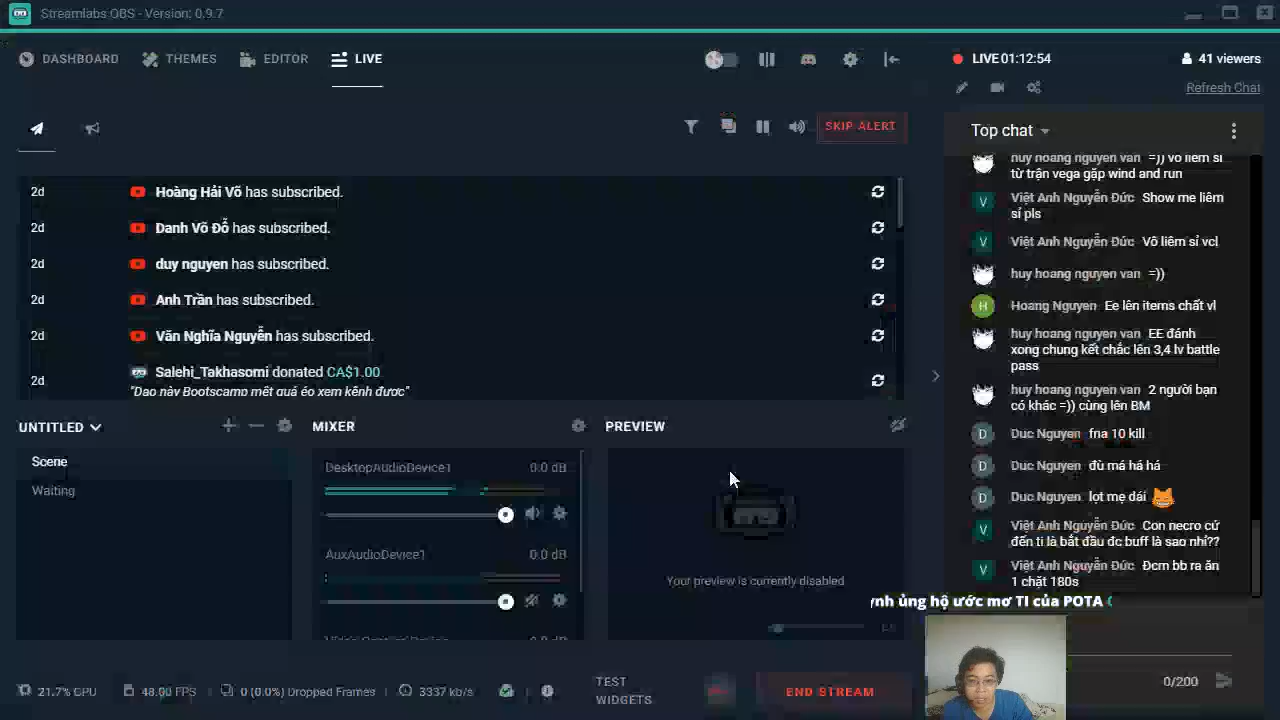 Streamlabs OBS - Version: 0.9.7
DASHBOARD
THEMES
EDITOR
LIVE
LIVE 01:12:54
41 viewers
Refresh Chat
SKIP ALERT
Top chat
2d Hoàng Hải Võ has subscribed.
2d Danh Võ Đỗ has subscribed.
2d duy nguyen has subscribed.
2d Anh Trần has subscribed.
2d Văn Nghĩa Nguyễn has subscribed.
2d Salehi_Takhasomi donated CA$1.00
"Dạo này Bootscamp mết quá éo xem kênh được"
UNTITLED
Scene
Waiting
MIXER
DesktopAudioDevice1 0.0 dB
AuxAudioDevice1 0.0 dB
PREVIEW
Your preview is currently disabled
huy hoang nguyen van =)) vô liêm sỉ
từ trận vega gặp wind and run
Việt Anh Nguyễn Đức Show me liêm
sỉ pls
Việt Anh Nguyễn Đức Vô liêm sỉ vcl
huy hoang nguyen van =))
Hoang Nguyen Ee lên items chất vl
huy hoang nguyen van EE đánh
xong chung kết chắc lên 3,4 lv battle
pass
huy hoang nguyen van 2 người bạn
có khác =)) cùng lên BM
Duc Nguyen fna 10 kill
Duc Nguyen đù má há há
Duc Nguyen lọt mẹ dái
Việt Anh Nguyễn Đức Con necro cứ
đến ti là bắt đầu đc buff là sao nhỉ??
Việt Anh Nguyễn Đức Đcm bb ra ăn
1 chặt 180s
ủng hộ ước mơ TI của POTA
21.7% CPU
48.00 FPS
0 (0.0%) Dropped Frames
3337 kb/s
TEST
WIDGETS
END STREAM
0/200